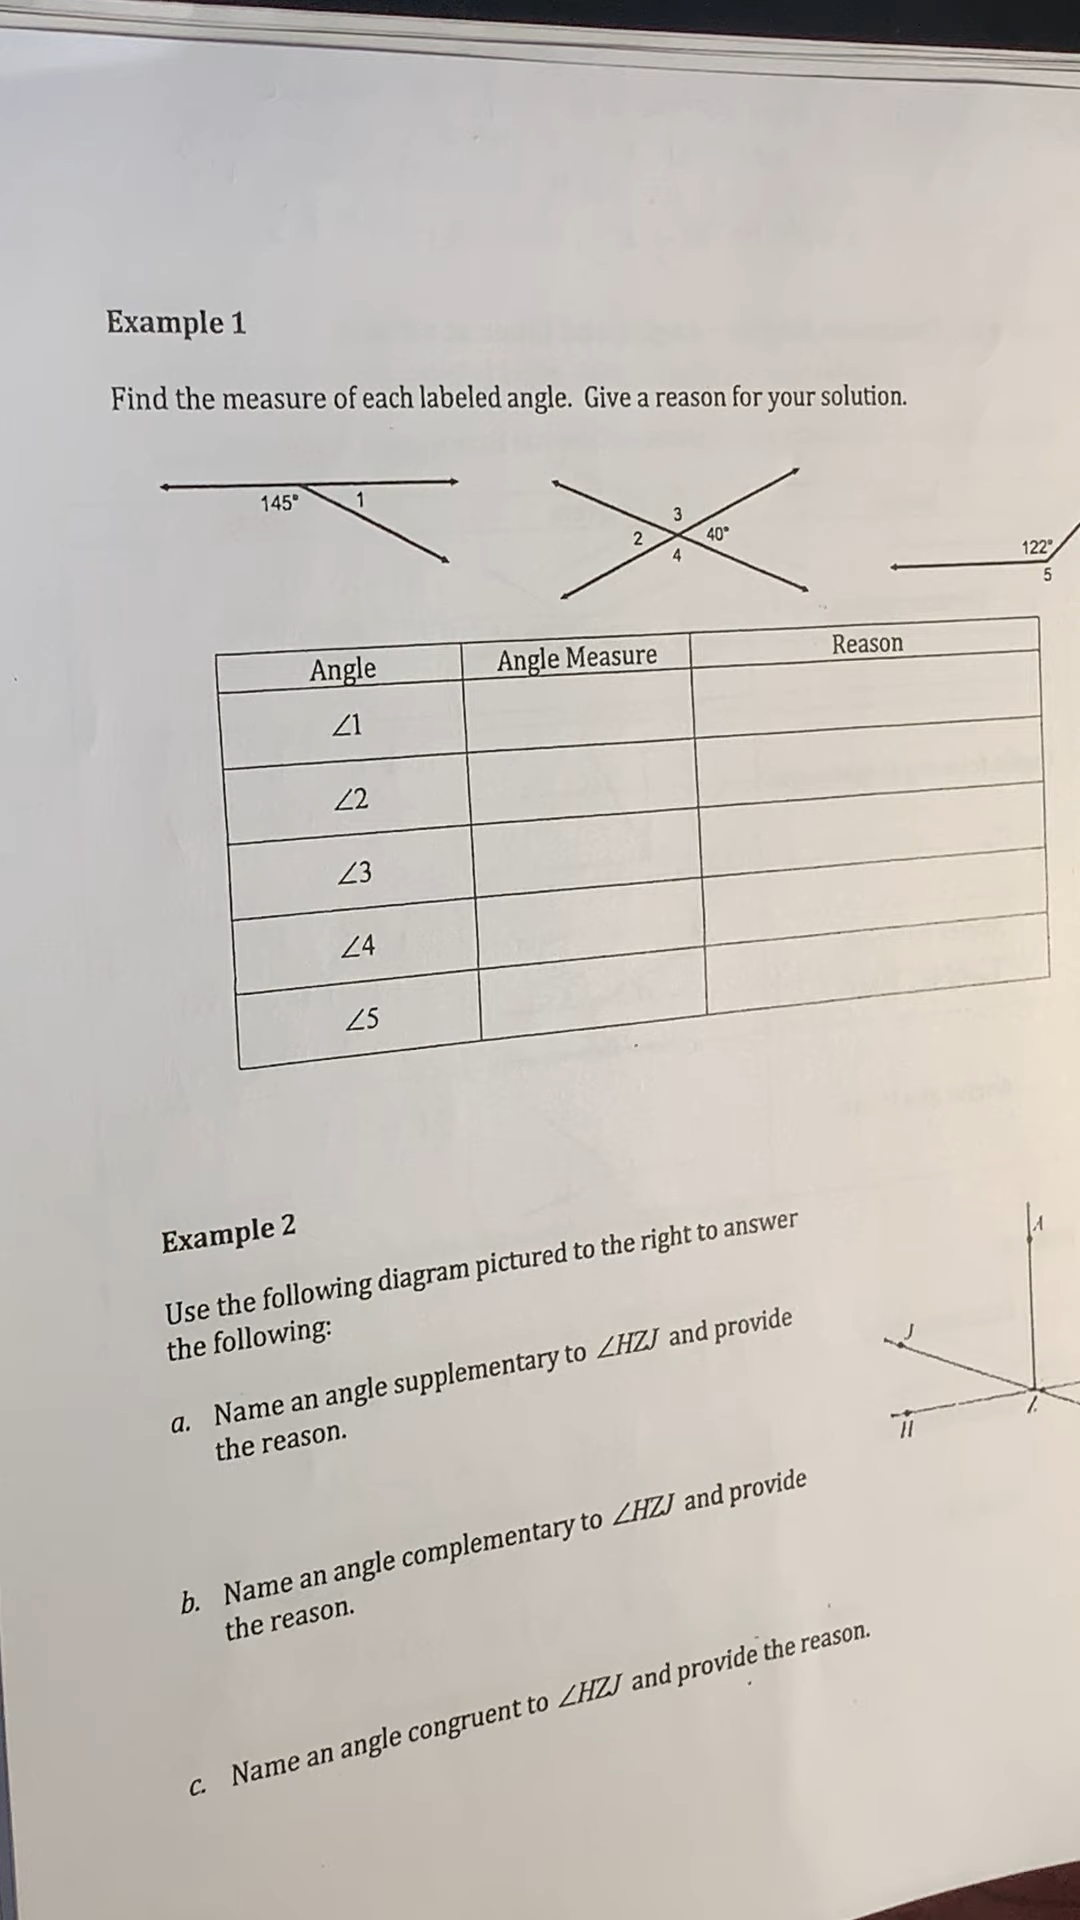 Example 1
Find the measure of each labeled angle. Give a reason for your solution.
145° 1
3
2 40°
4
122°
5
Angle Angle Measure Reason
∠1
∠2
∠3
∠4
∠5
Example 2
Use the following diagram pictured to the right to answer
the following:
a. Name an angle supplementary to ∠HZJ and provide
the reason.
J
H
b. Name an angle complementary to ∠HZJ and provide
the reason.
c. Name an angle congruent to ∠HZJ and provide the reason.